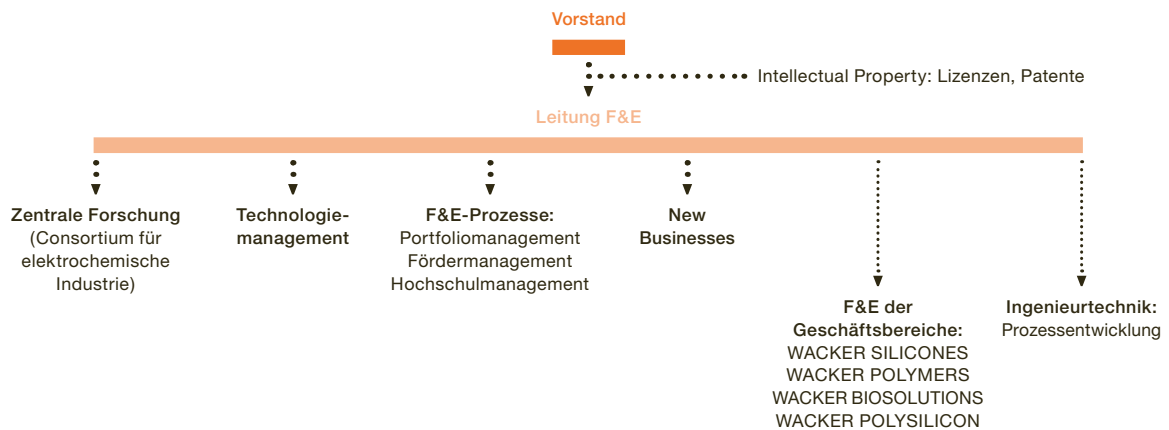 Vorstand
Intellectual Property: Lizenzen, Patente
Leitung F&E
Zentrale Forschung
(Consortium für
elektrochemische
Industrie)
Technologie-
management
F&E-Prozesse:
Portfoliomanagement
Fördermanagement
Hochschulmanagement
New
Businesses
F&E der
Geschäftsbereiche:
WACKER SILICONES
WACKER POLYMERS
WACKER BIOSOLUTIONS
WACKER POLYSILICON
Ingenieurtechnik:
Prozessentwicklung